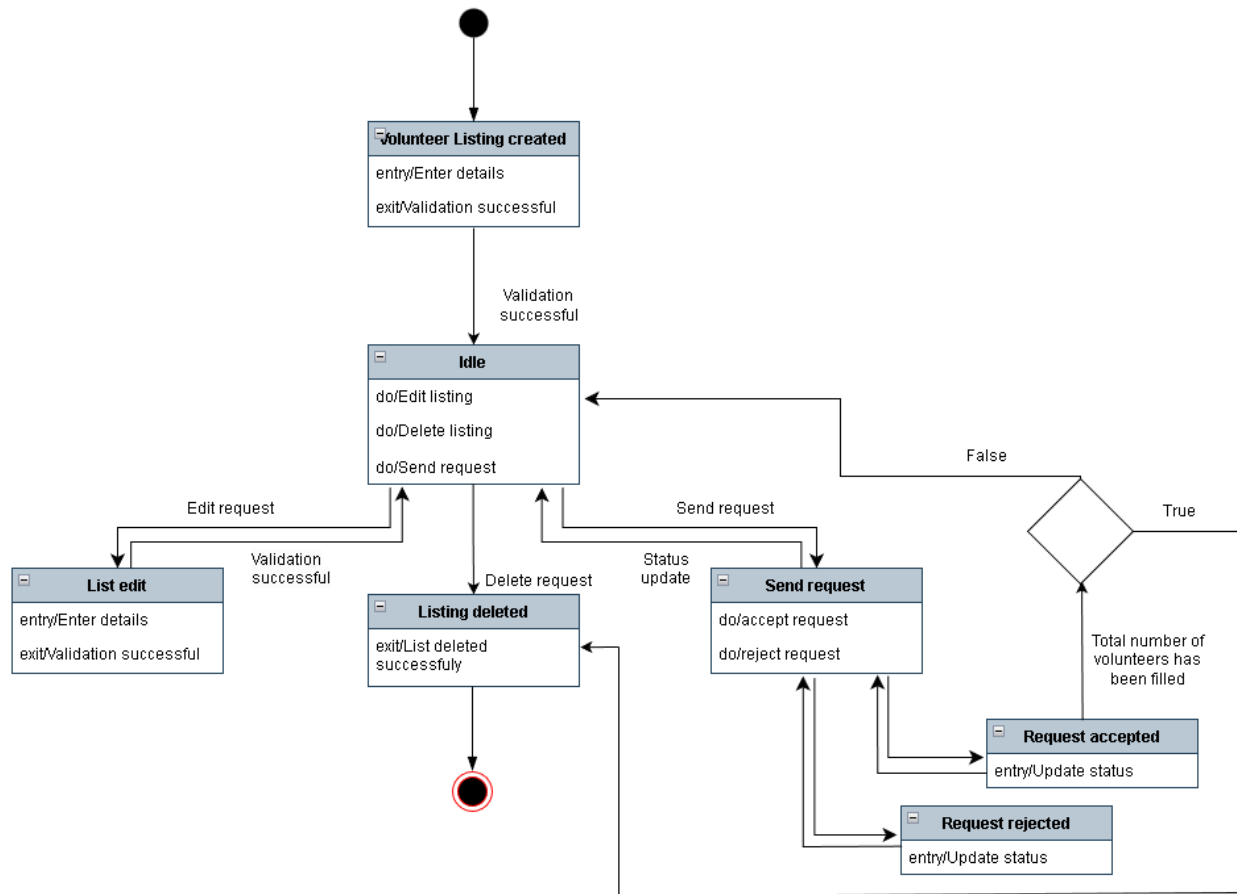 Volunteer Listing created
entry/Enter details
exit/Validation successful
Validation
successful
Idle
do/Edit listing
do/Delete listing
do/Send request
False
True
Edit request
Send request
Validation
successful
Status
update
Delete request
List edit
entry/Enter details
exit/Validation successful
Listing deleted
exit/List deleted
successfuly
Send request
do/accept request
do/reject request
Total number of
volunteers has
been filled
Request accepted
entry/Update status
Request rejected
entry/Update status